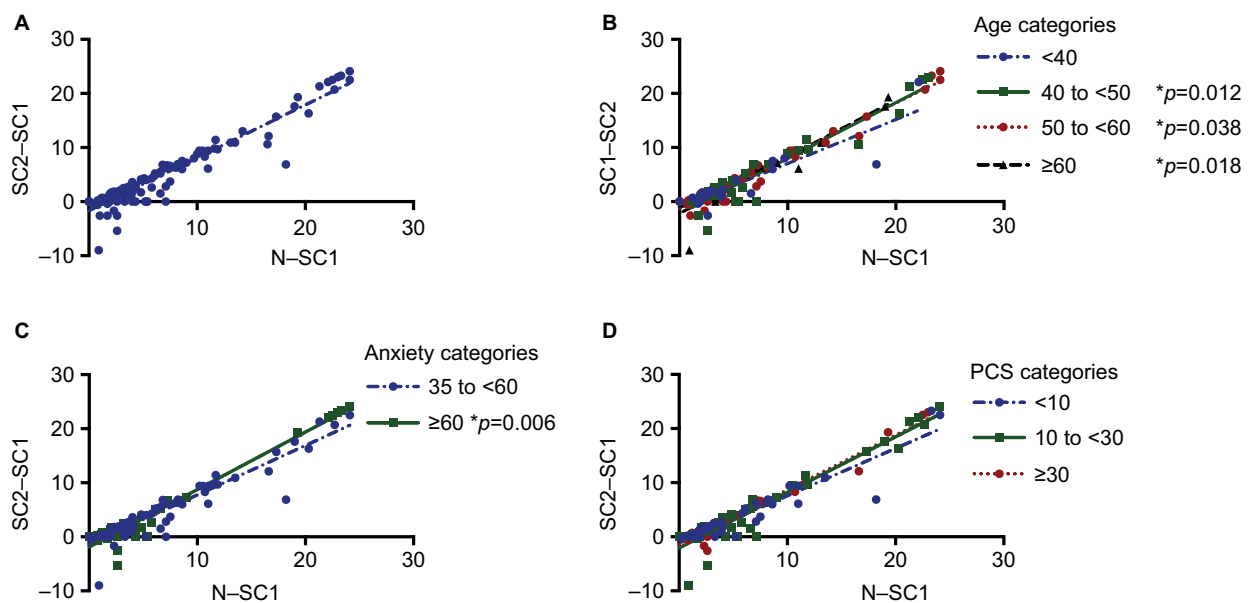 A
SC2–SC1
30
20
10
0
–10
10
20
30
N–SC1
B
SC1–SC2
30
20
10
0
–10
10
20
30
N–SC1
Age categories
<40
40 to <50 *p=0.012
50 to <60 *p=0.038
≥60 *p=0.018
C
SC2–SC1
30
20
10
0
–10
10
20
30
N–SC1
Anxiety categories
35 to <60
≥60 *p=0.006
D
SC2–SC1
30
20
10
0
–10
10
20
30
N–SC1
PCS categories
<10
10 to <30
≥30